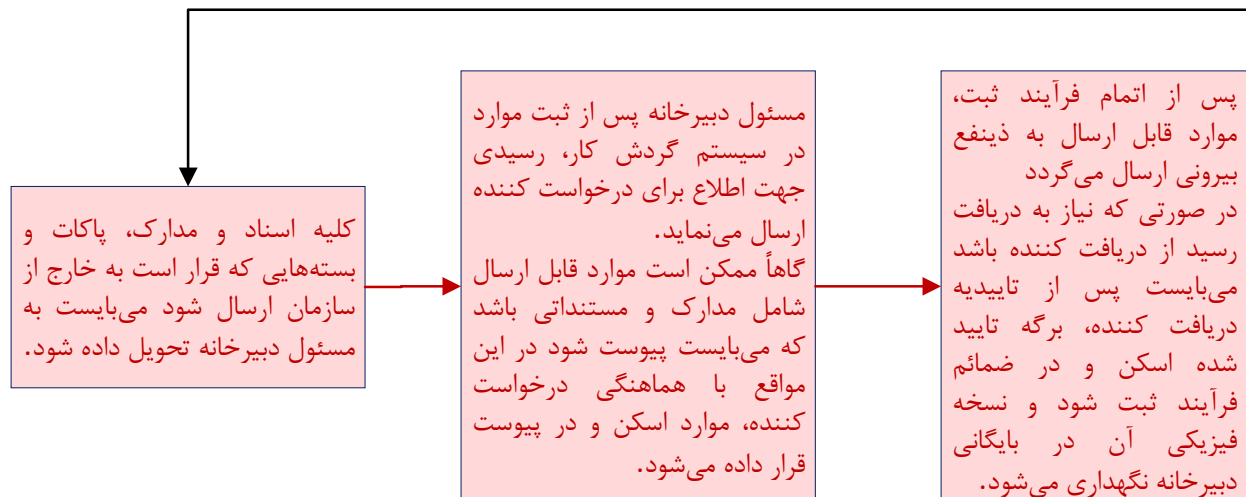 کلیه اسناد و مدارک، پاکات و
بسته‌هایی که قرار است به خارج از
سازمان ارسال شود می‌بایست به
مسئول دبیرخانه تحویل داده شود.
مسئول دبیرخانه پس از ثبت موارد
در سیستم گردش کار، رسیدی
جهت اطلاع برای درخواست کننده
ارسال می‌نماید.
گاهاً ممکن است موارد قابل ارسال
شامل مدارک و مستنداتی باشد
که می‌بایست پیوست شود در این
مواقع با هماهنگی درخواست
کننده، موارد اسکن و در پیوست
قرار داده می‌شود.
پس از اتمام فرآیند ثبت،
موارد قابل ارسال به ذینفع
بیرونی ارسال می‌گردد
در صورتی که نیاز به دریافت
رسید از دریافت کننده باشد
می‌بایست پس از تاییدیه
دریافت کننده، برگه تایید
شده اسکن و در ضمائم
فرآیند ثبت شود و نسخه
فیزیکی آن در بایگانی
دبیرخانه نگهداری می‌شود.